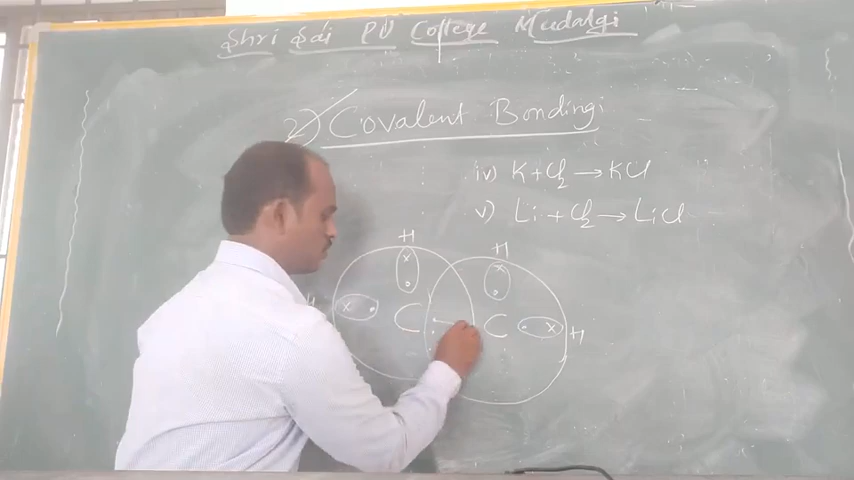 Shri Sai PU College Mudalgi
2) Covalent Bonding:
iv) K + Cl2 → KCl
v) Li + Cl2 → LiCl
H H
x x
H x C C x H